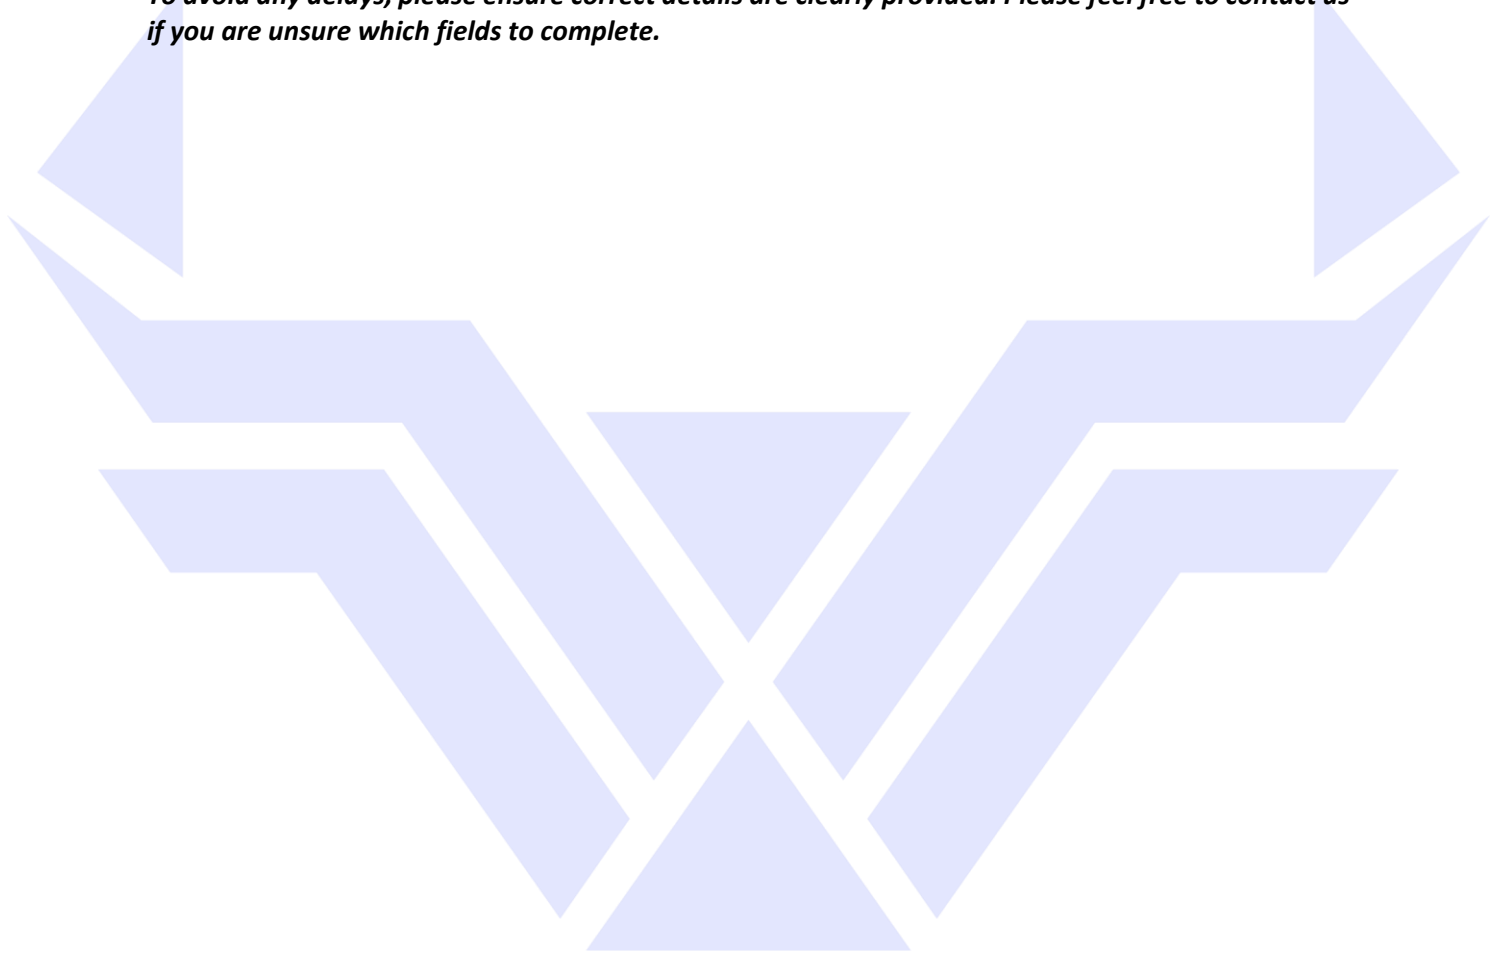 To avoid any delays, please ensure correct details are clearly provided. Please feel free to contact us
if you are unsure which fields to complete.